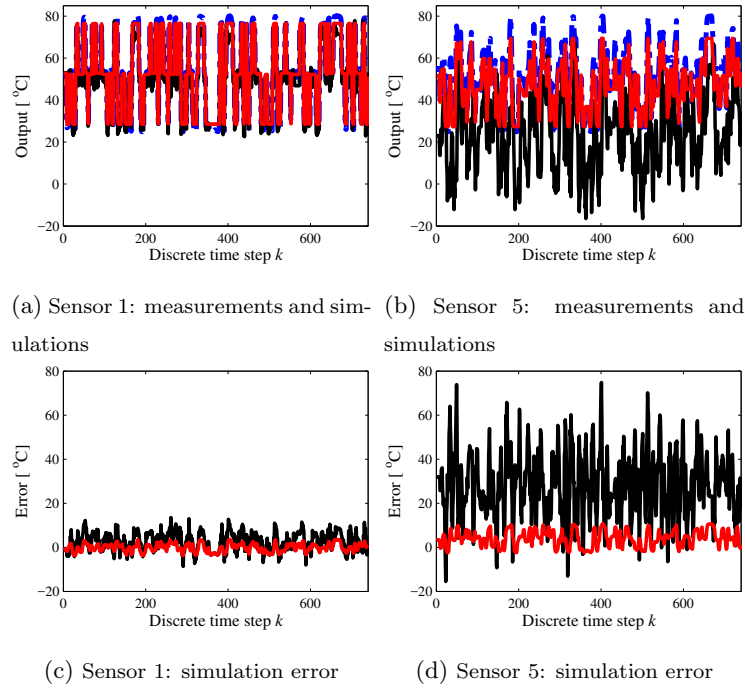 80
60
40
20
0
−20
Output [ °C]
0 200 400 600
Discrete time step k
80
60
40
20
0
−20
Output [ °C]
0 200 400 600
Discrete time step k
(a) Sensor 1: measurements and sim-
ulations
(b) Sensor 5: measurements and
simulations
80
60
40
20
0
−20
Error [ °C]
0 200 400 600
Discrete time step k
80
60
40
20
0
−20
Error [ °C]
0 200 400 600
Discrete time step k
(c) Sensor 1: simulation error
(d) Sensor 5: simulation error